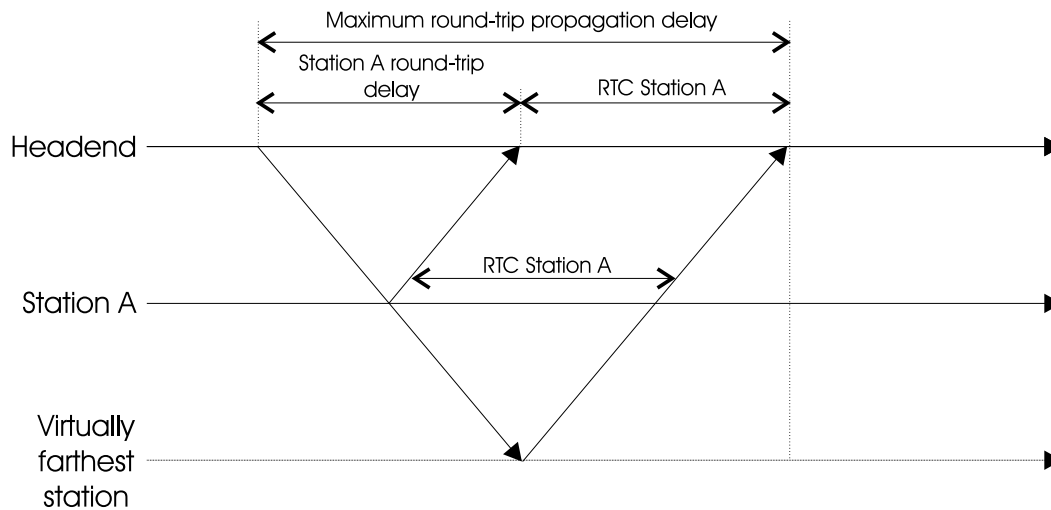 Maximum round-trip propagation delay
Station A round-trip
delay
RTC Station A
Headend
RTC Station A
Station A
Virtually
farthest
station